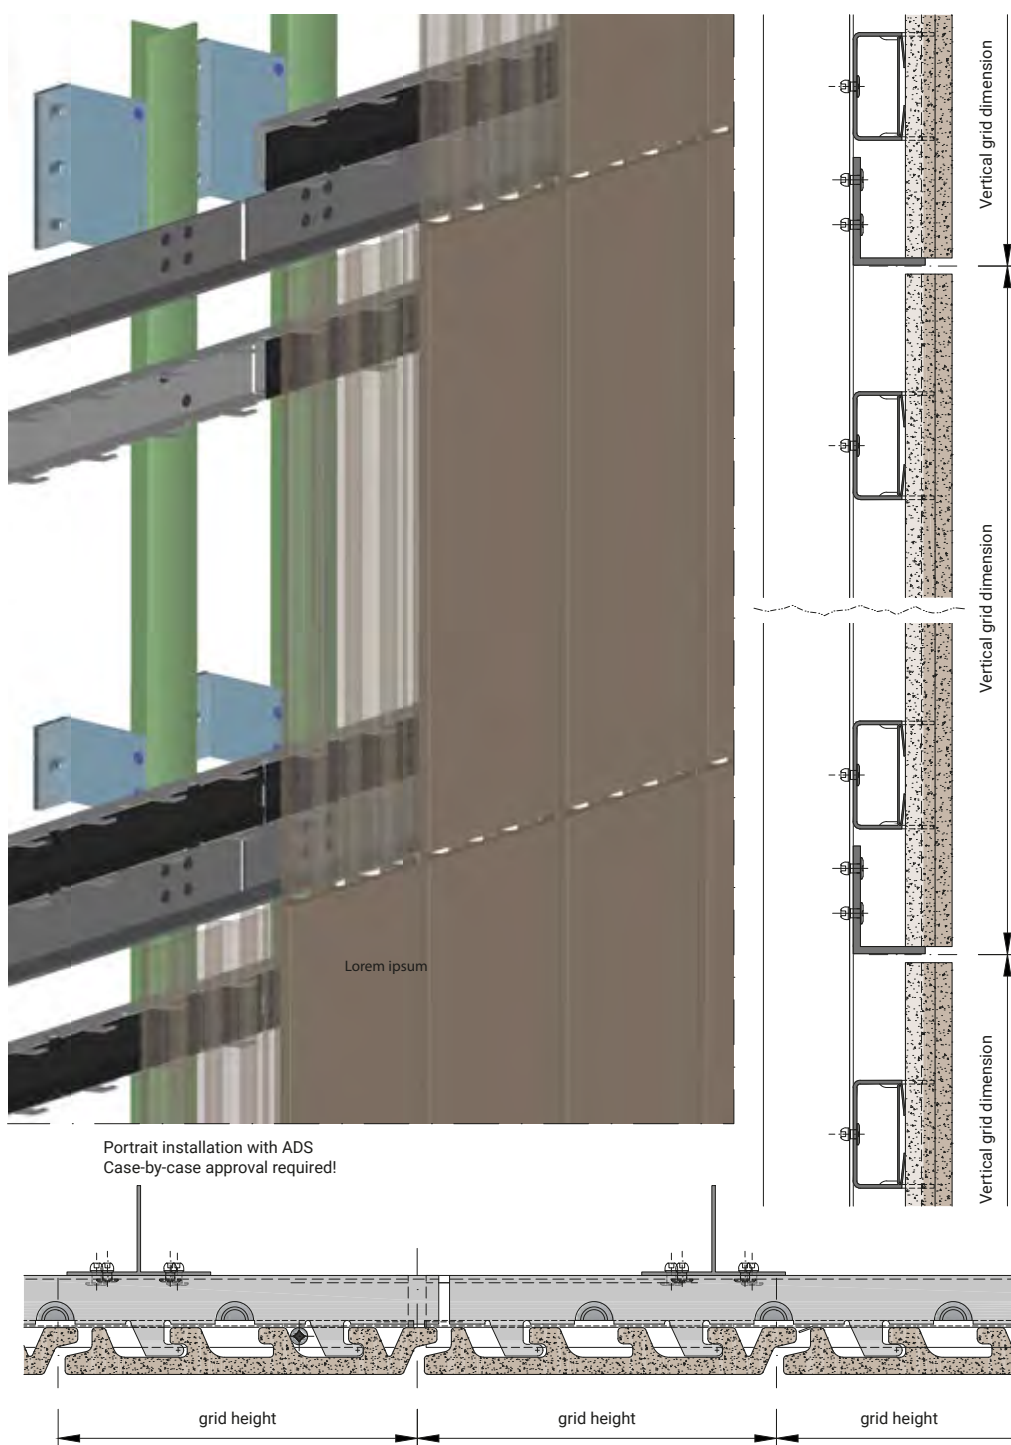 Vertical grid dimension
Vertical grid dimension
Lorem ipsum
Vertical grid dimension
Portrait installation with ADS
Case-by-case approval required!
grid height
grid height
grid height